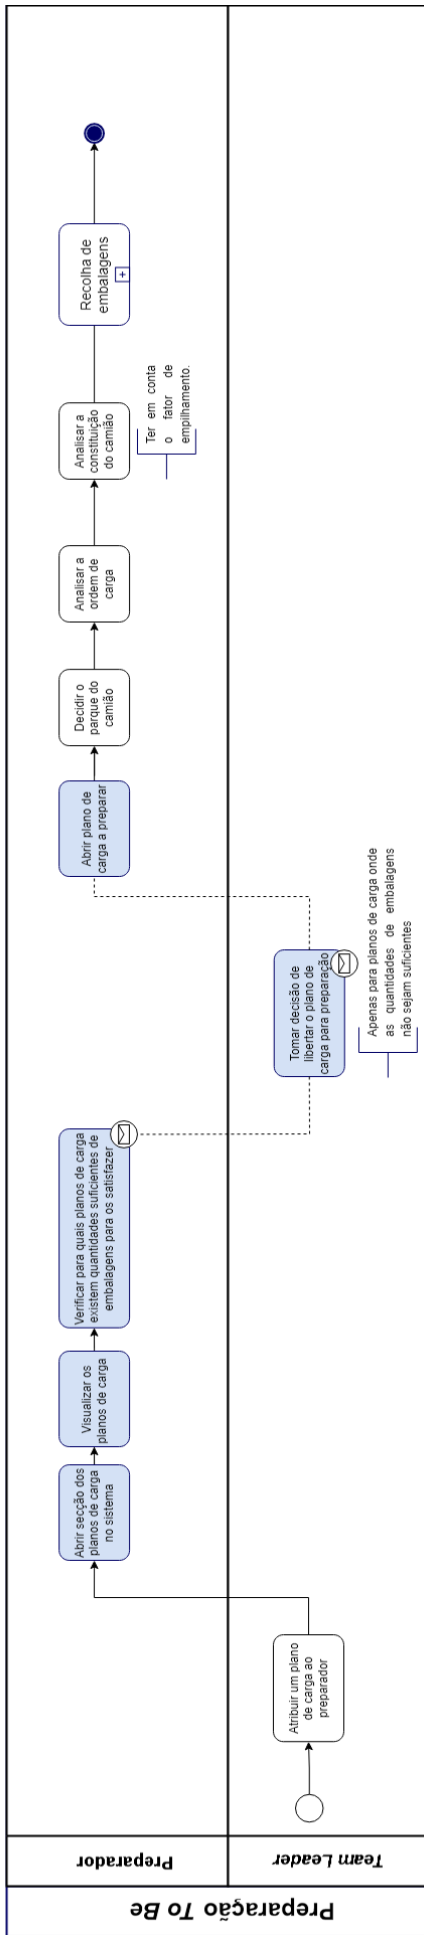 Preparação To Be
Preparador
Team Leader
Atribuir um plano
de carga ao
preparador
Abrir secção dos
planos de carga
no sistema
Visualizar os
planos de carga
Verificar para quais planos de carga
existem quantidades suficientes de
embalagens para os satisfazer
Tomar decisão de
libertar o plano de
carga para preparação
Apenas para planos de carga onde
as quantidades de embalagens
não sejam suficientes
Abrir plano de
carga a preparar
Decidir o
parque do
camião
Analisar a
ordem de
carga
Analisar a
constituição
do camião
Ter em conta
o fator de
empilhamento.
Recolha de
embalagens
+